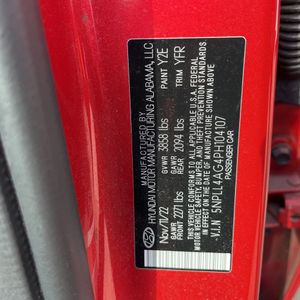 MANUFACTURED BY
HYUNDAI MOTOR MANUFACTURING ALABAMA, LLC
Nov/11/22 GVWR 3858 lbs PAINT Y2E
GAWR FRONT 2271 lbs GAWR REAR 2094 lbs TRIM YFR
THIS VEHICLE CONFORMS TO ALL APPLICABLE FEDERAL
MOTOR VEHICLE SAFETY, BUMPER, AND THEFT PREVENTION STANDARDS
IN EFFECT ON THE DATE OF MANUFACTURE SHOWN ABOVE.
V.I.N 5NPLL4AG4PH104107
PASSENGER CAR